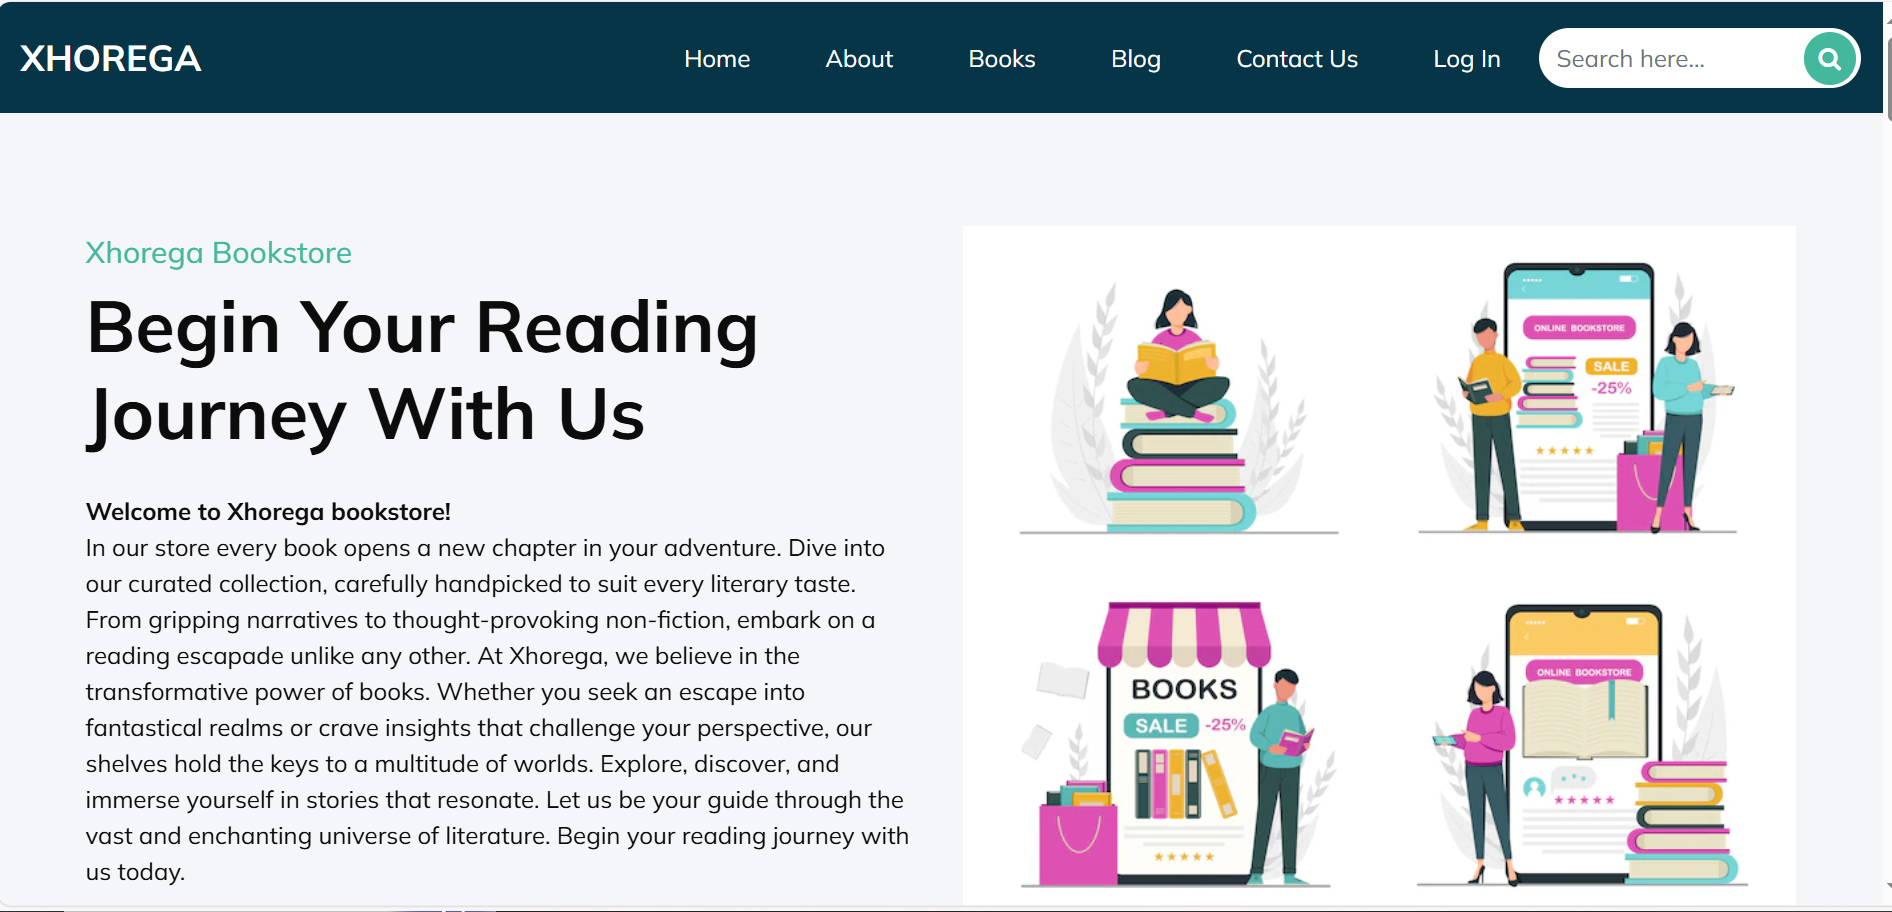 XHOREGA
Home
About
Books
Blog
Contact Us
Log In
Search here...
Xhorega Bookstore
Begin Your Reading
Journey With Us
Welcome to Xhorega bookstore!
In our store every book opens a new chapter in your adventure. Dive into
our curated collection, carefully handpicked to suit every literary taste.
From gripping narratives to thought-provoking non-fiction, embark on a
reading escapade unlike any other. At Xhorega, we believe in the
transformative power of books. Whether you seek an escape into
fantastical realms or crave insights that challenge your perspective, our
shelves hold the keys to a multitude of worlds. Explore, discover, and
immerse yourself in stories that resonate. Let us be your guide through the
vast and enchanting universe of literature. Begin your reading journey with
us today.
ONLINE BOOKSTORE
SALE
-25%
BOOKS
SALE -25%
ONLINE BOOKSTORE